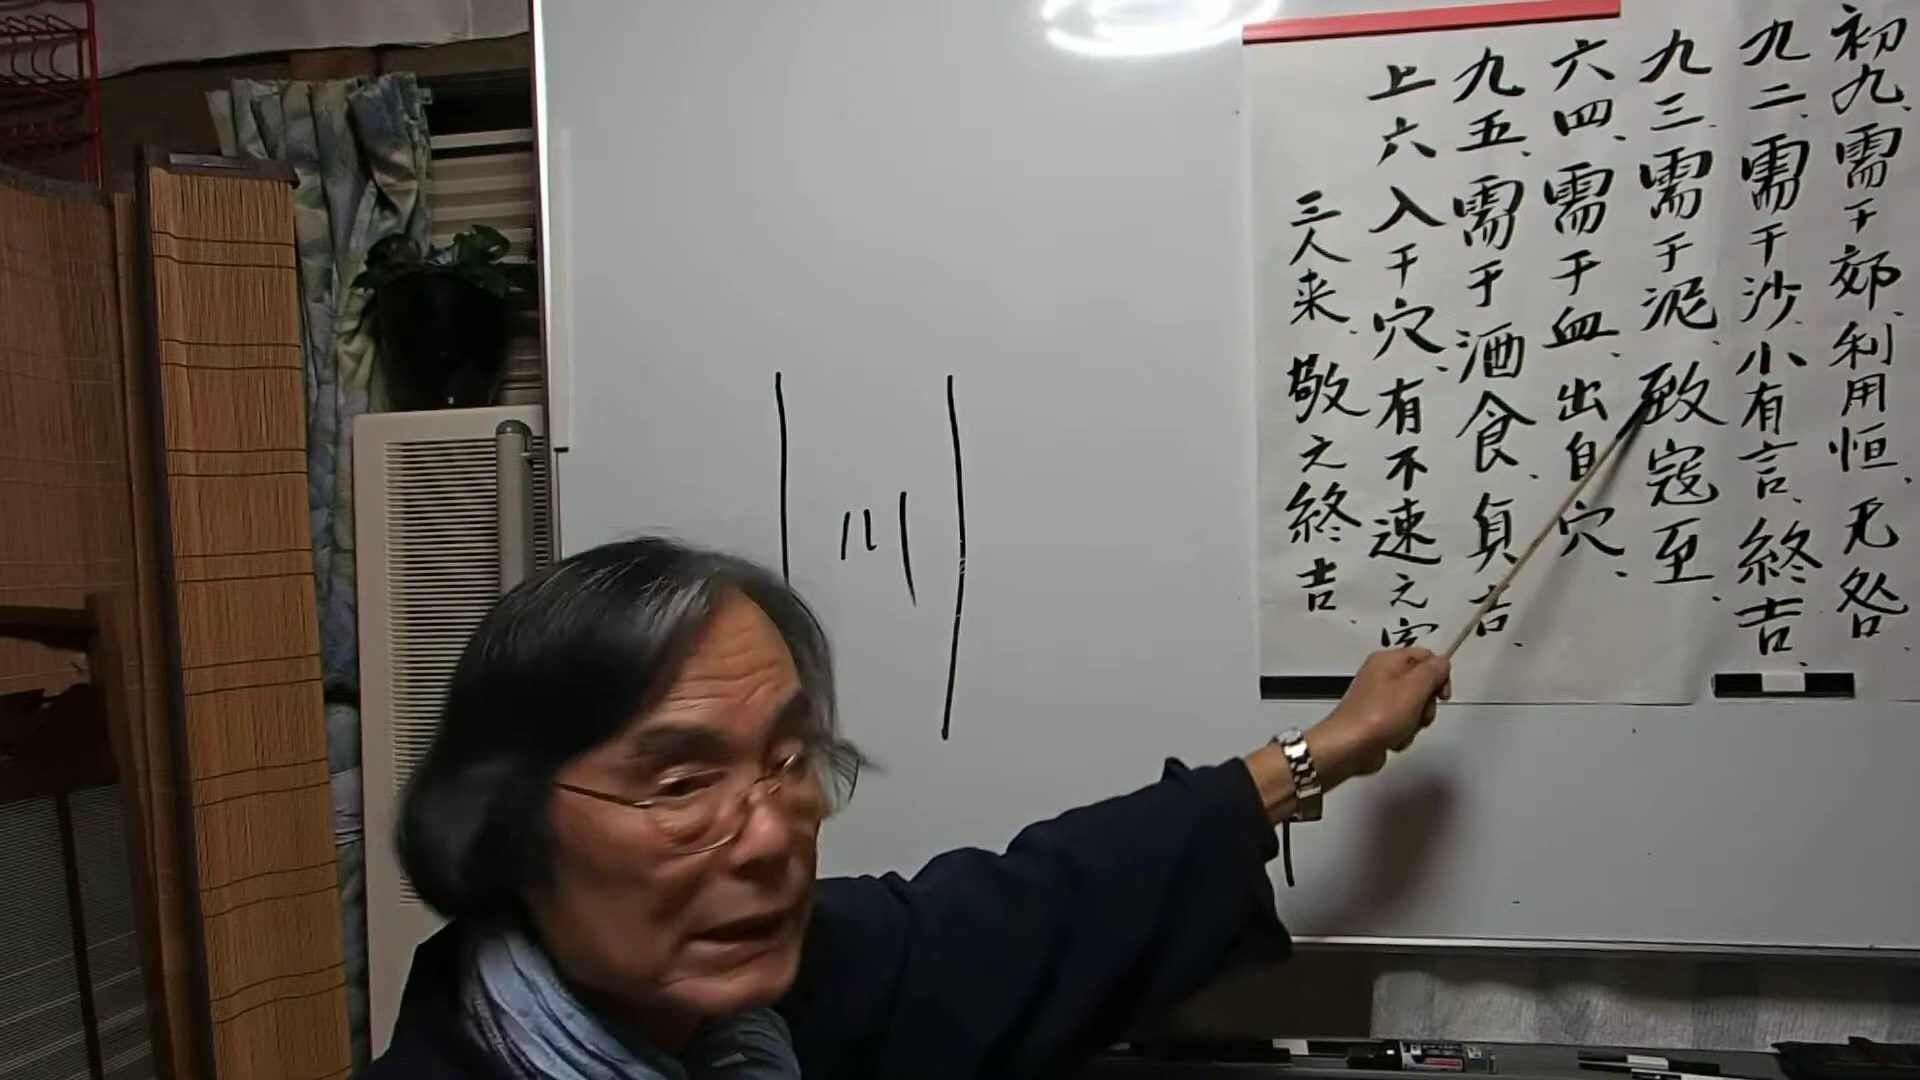 初九、需于郊、利用恒、无咎、
九二、需于沙、小有言、終吉、
九三、需于泥、致寇至、
六四、需于血、出自穴、
九五、需于酒食、貞吉、
上六入于穴、有不速之客
三人来、敬之終吉、
川